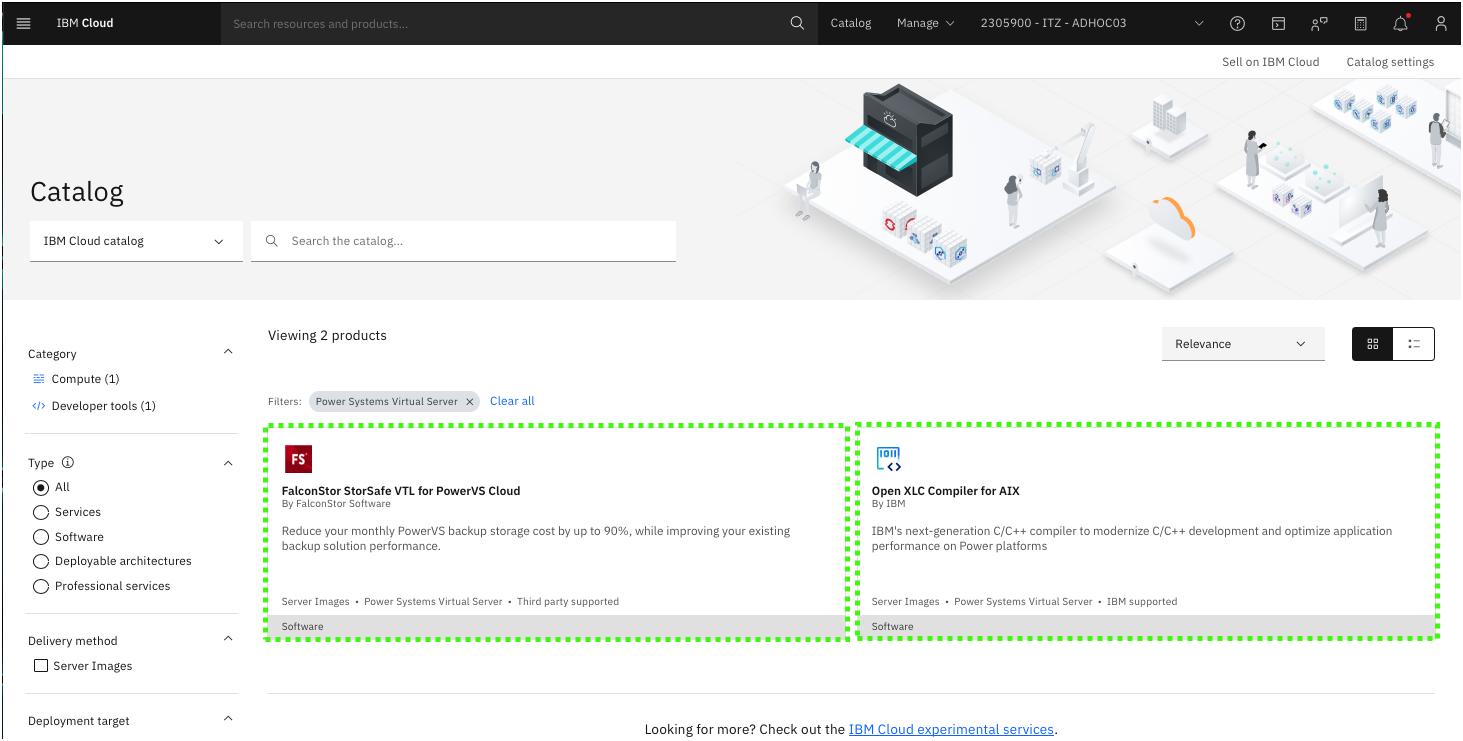 IBM Cloud
Search resources and products...
Catalog
Manage
2305900 - ITZ - ADHOC03
Sell on IBM Cloud
Catalog settings
Catalog
IBM Cloud catalog
Search the catalog...
Viewing 2 products
Relevance
Category
Compute (1)
Developer tools (1)
Type
All
Services
Software
Deployable architectures
Professional services
Delivery method
Server Images
Deployment target
Filters:
Power Systems Virtual Server
Clear all
FS
FalconStor StorSafe VTL for PowerVS Cloud
By FalconStor Software
Reduce your monthly PowerVS backup storage cost by up to 90%, while improving your existing
backup solution performance.
Server Images • Power Systems Virtual Server • Third party supported
Software
Open XLC Compiler for AIX
By IBM
IBM's next-generation C/C++ compiler to modernize C/C++ development and optimize application
performance on Power platforms
Server Images • Power Systems Virtual Server • IBM supported
Software
Looking for more? Check out the IBM Cloud experimental services.